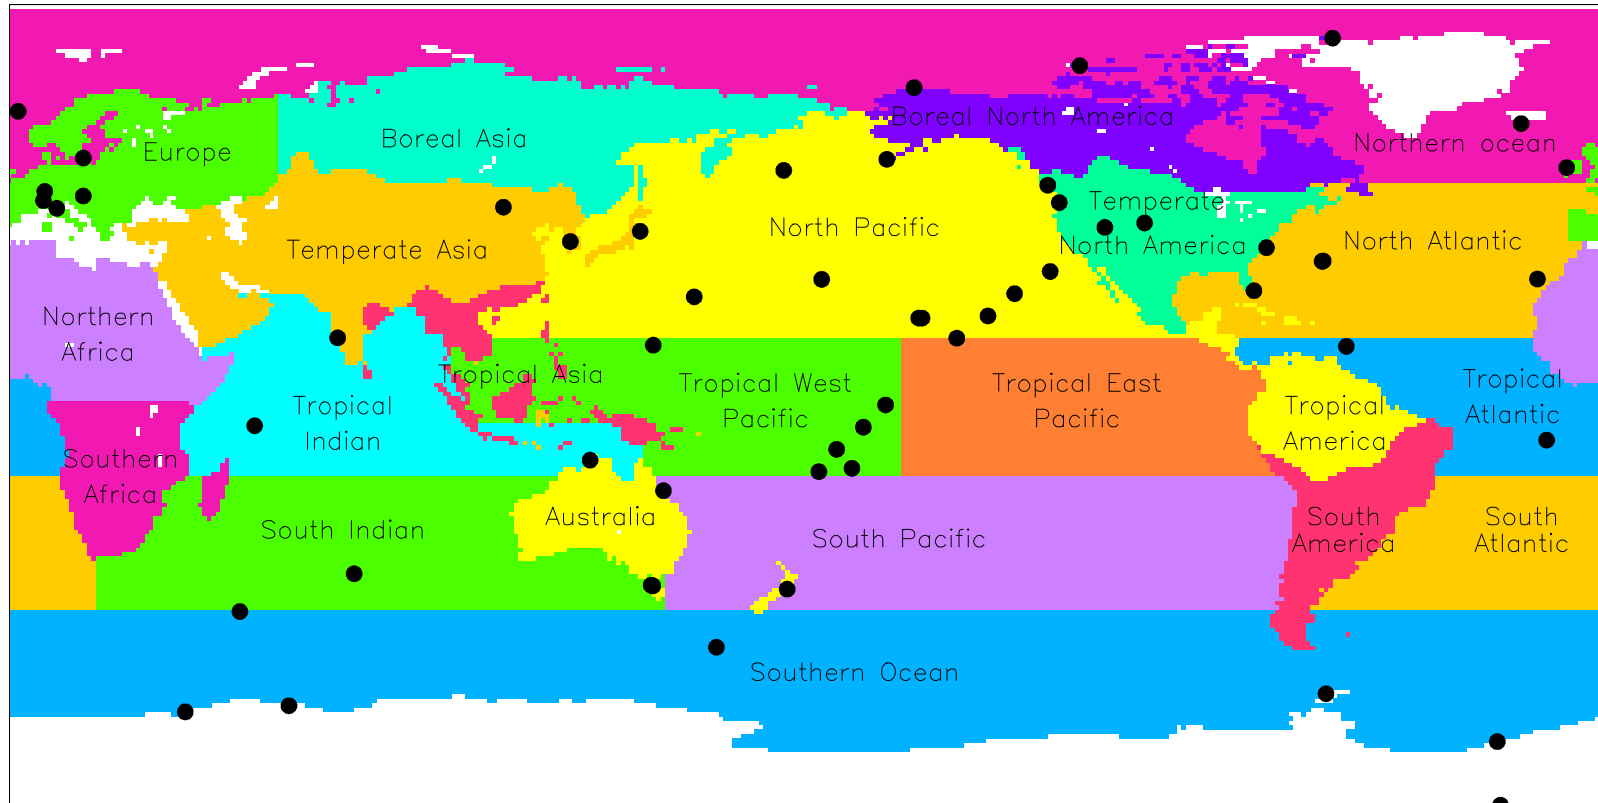 Boreal North America
Boreal Asia
Europe
Northern ocean
Temperate
North America
North Pacific
North Atlantic
Temperate Asia
Northern
Africa
Tropical Asia
Tropical West
Pacific
Tropical East
Pacific
Tropical
Atlantic
Tropical
Indian
Tropical
America
Southern
Africa
South Indian
Australia
South Pacific
South
America
South
Atlantic
Southern Ocean